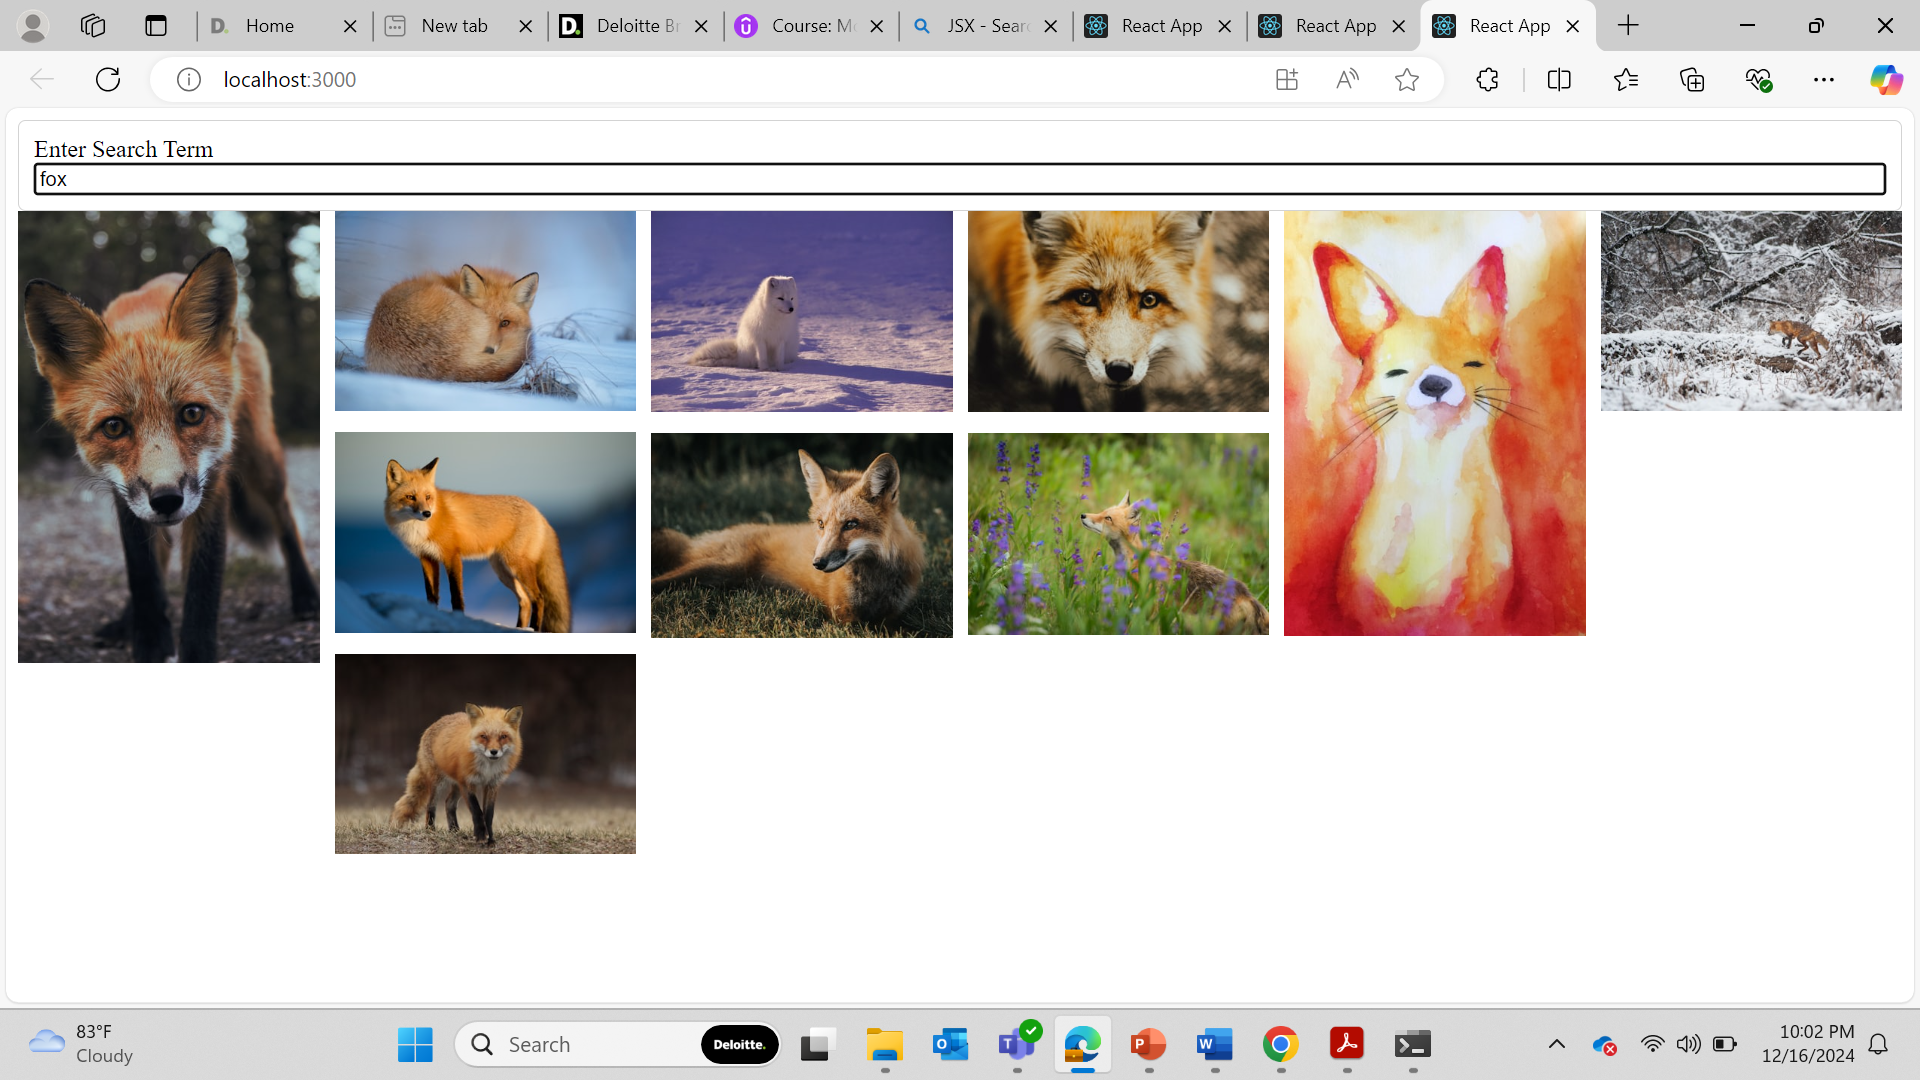 Home
New tab
Deloitte Br
Course: Mo
JSX - Sear
React App
React App
React App
localhost:3000
Enter Search Term
fox
83°F
Cloudy
Search
Deloitte.
10:02 PM
12/16/2024